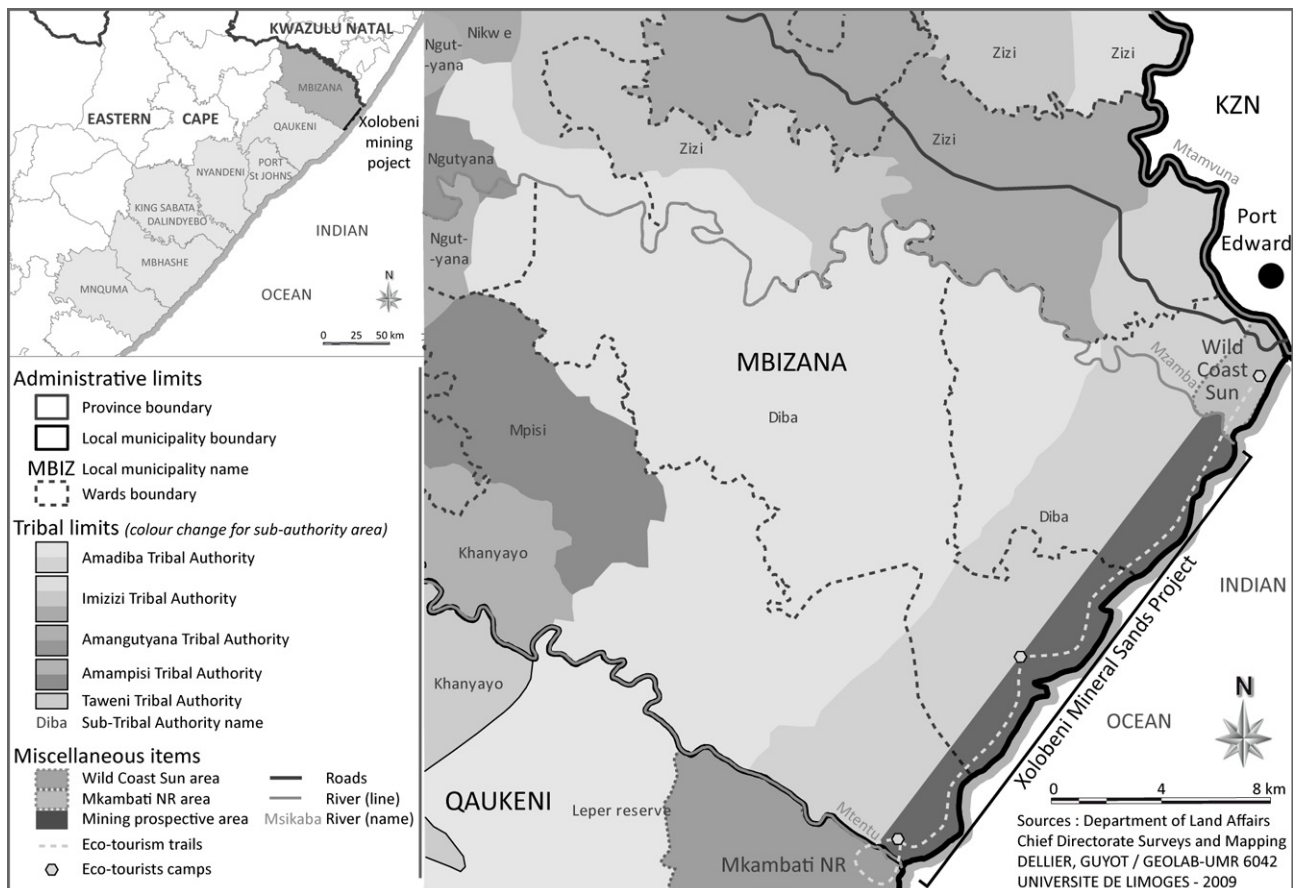 KWAZULU NATAL
MBIZANA
EASTERN CAPE
QAUKENI
Xolobeni
mining
poject
NYANDENI
PORT
St JOHNS
KING SABATA
DALINDYEBO
MBHASHE
MNQUMA
INDIAN
OCEAN
N
0 25 50 km
Administrative limits
Province boundary
Local municipality boundary
MBIZ Local municipality name
Wards boundary
Tribal limits (colour change for sub-authority area)
Amadiba Tribal Authority
Imizizi Tribal Authority
Amangutyana Tribal Authority
Amampisi Tribal Authority
Taweni Tribal Authority
Diba Sub-Tribal Authority name
Miscellaneous items
Wild Coast Sun area
Mkambati NR area
Mining prospective area
Eco-tourism trails
Eco-tourists camps
Roads
River (line)
Msikaba River (name)
Ngut-
-yana
Nikwe
Zizi
Zizi
KZN
Zizi
Zizi
Mtamvuna
Ngutyana
Port
Edward
Ngut-
-yana
MBIZANA
Mzamba
Wild
Coast
Sun
Diba
Mpisi
Diba
Khanyayo
INDIAN
Khanyayo
Xolobeni Mineral Sands Project
OCEAN
N
QAUKENI
Leper reserve
Mtentu
Mkambati NR
0 4 8 km
Sources : Department of Land Affairs
Chief Directorate Surveys and Mapping
DELLIER, GUYOT / GEOLAB-UMR 6042
UNIVERSITE DE LIMOGES - 2009